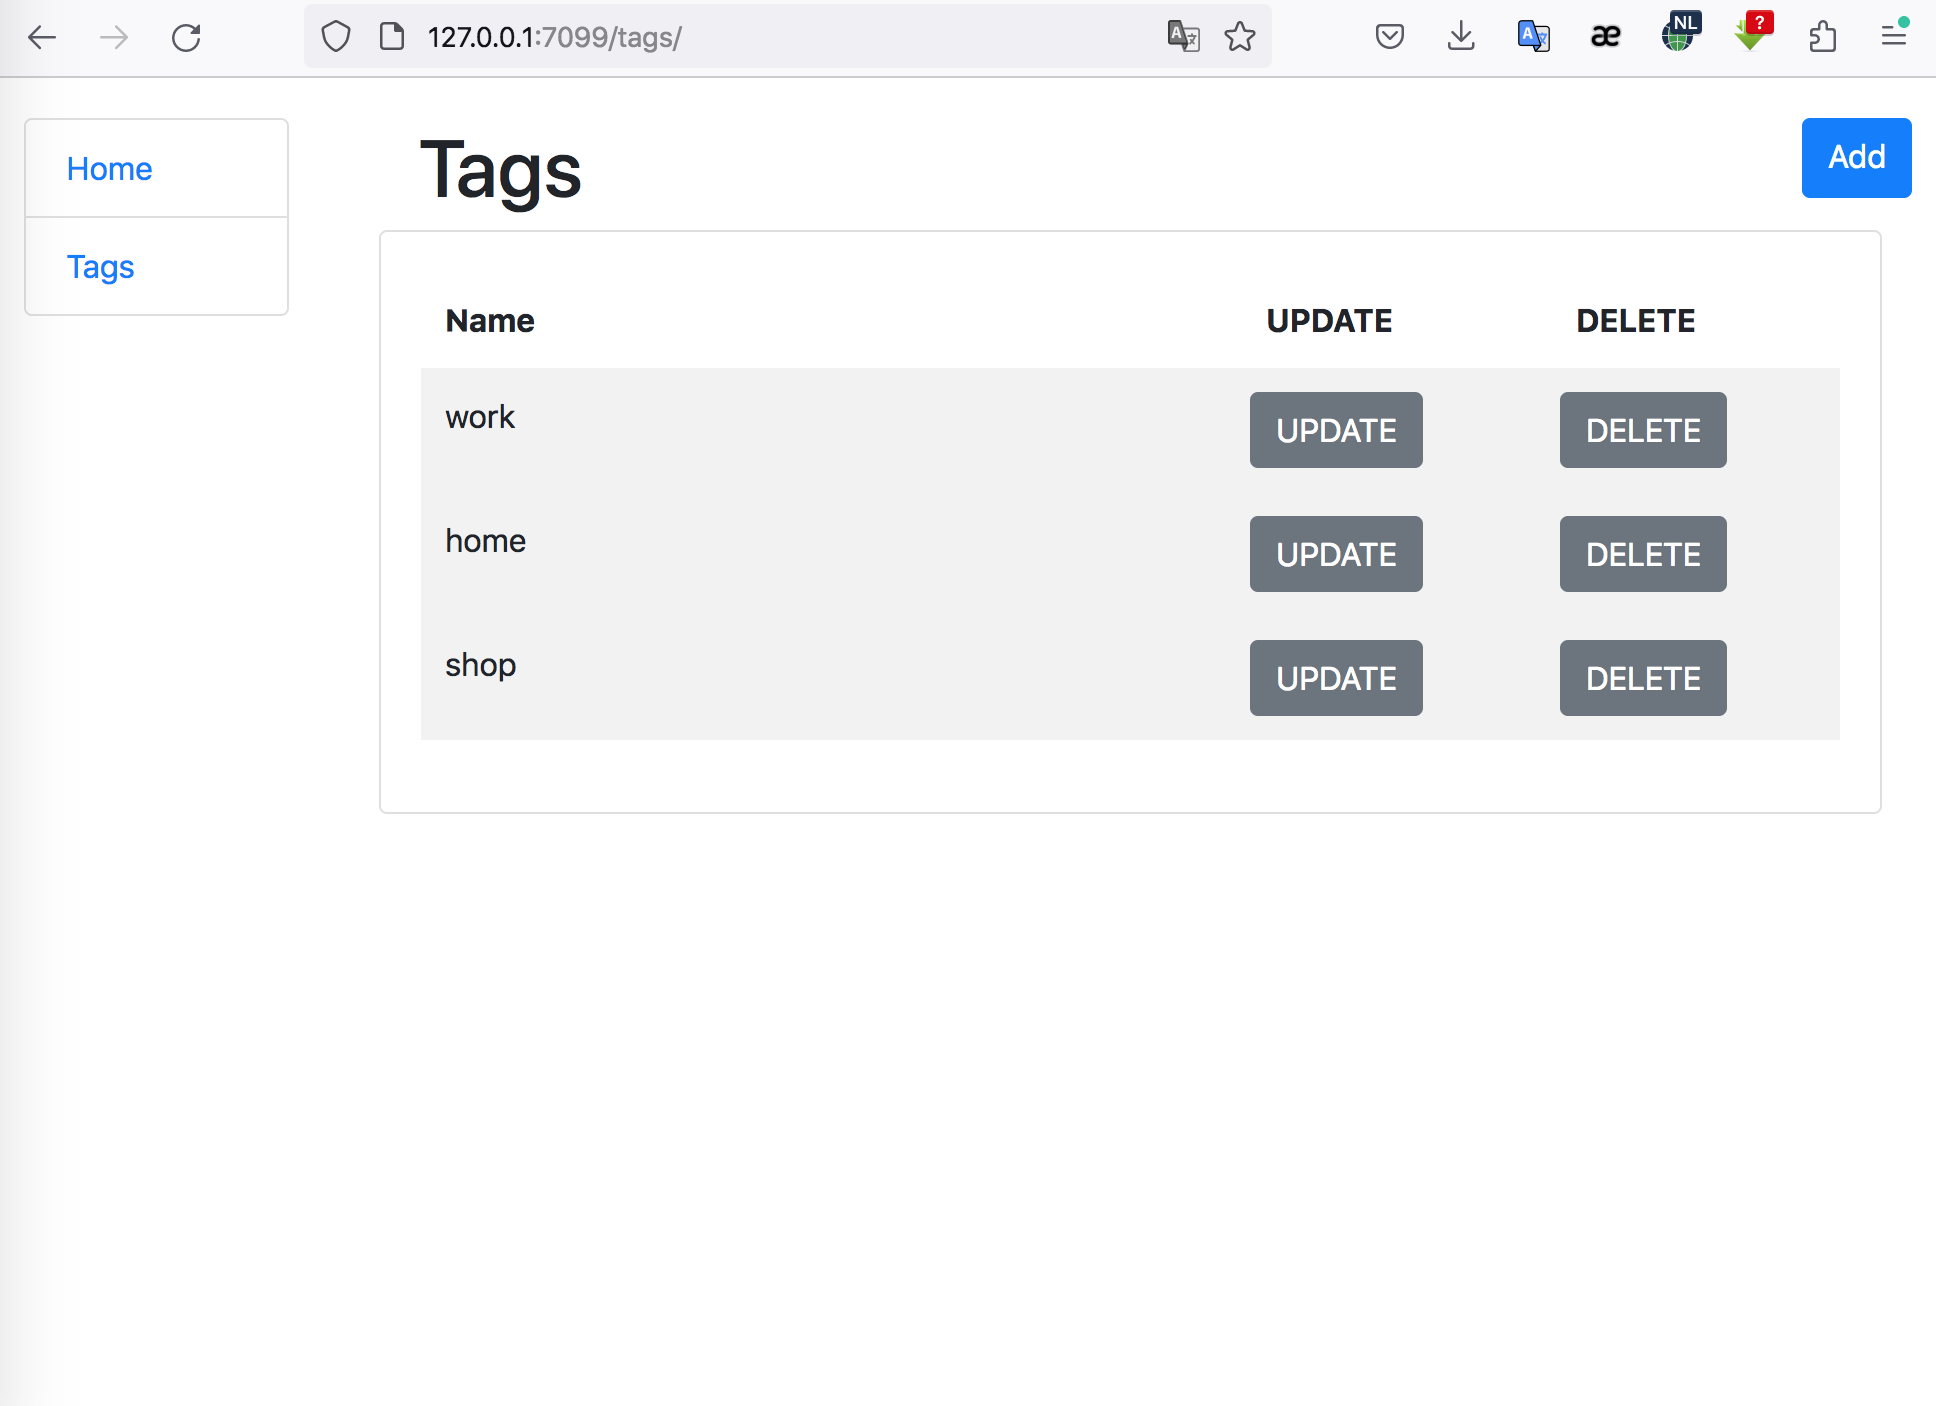 127.0.0.1:7099/tags/
NL
?
Home
Tags
Tags
Add
Name UPDATE DELETE
work UPDATE DELETE
home UPDATE DELETE
shop UPDATE DELETE
æ
A
A